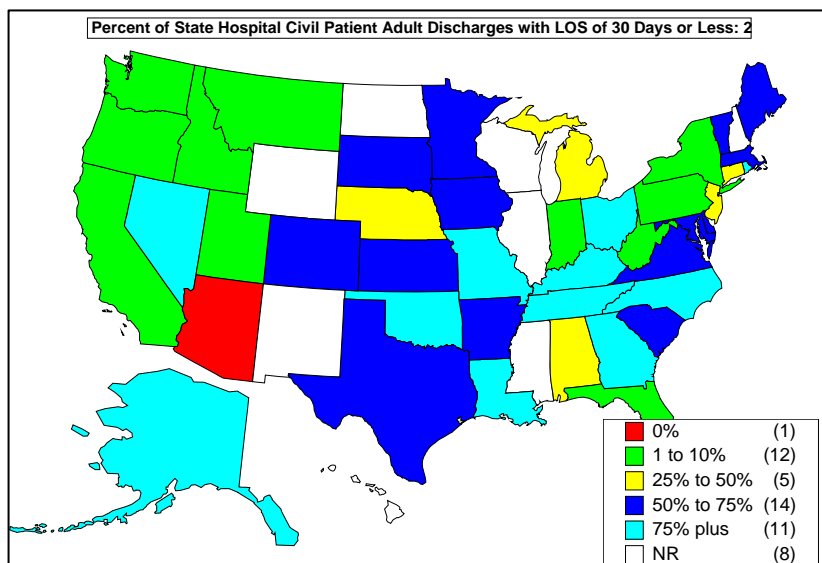 Percent of State Hospital Civil Patient Adult Discharges with LOS of 30 Days or Less: 2
0% (1)
1 to 10% (12)
25% to 50% (5)
50% to 75% (14)
75% plus (11)
NR (8)